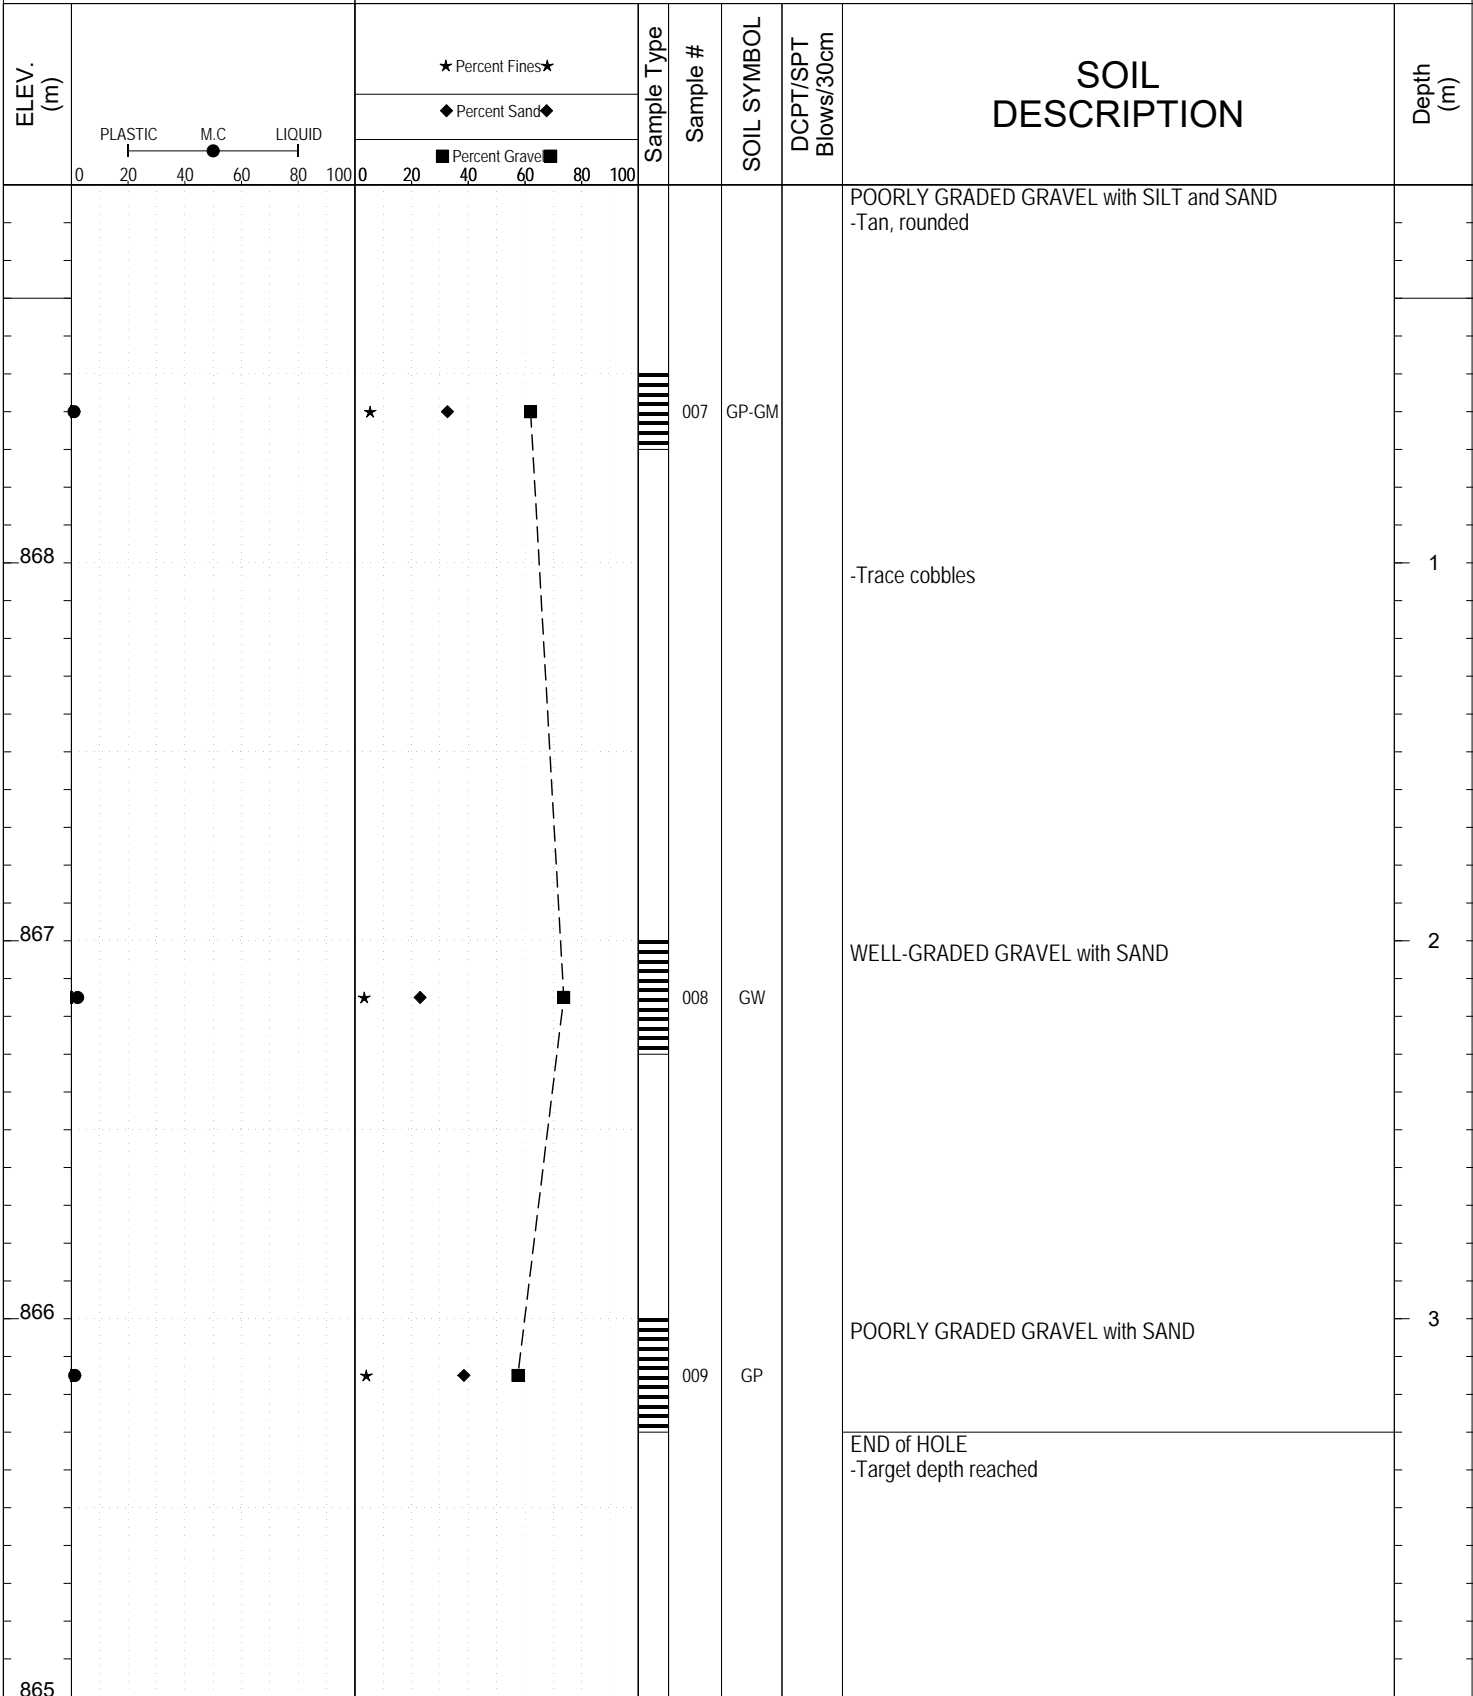 ELEV.
(m)
PLASTIC M.C LIQUID
0 20 40 60 80 100
★ Percent Fines★
◆ Percent Sand◆
■ Percent Gravel■
0 20 40 60 80 100
Sample Type
Sample #
SOIL SYMBOL
DCPT/SPT
Blows/30cm
SOIL
DESCRIPTION
Depth
(m)
POORLY GRADED GRAVEL with SILT and SAND
-Tan, rounded
007 GP-GM
868
-Trace cobbles
1
867
WELL-GRADED GRAVEL with SAND
2
008 GW
866
POORLY GRADED GRAVEL with SAND
3
009 GP
END of HOLE
-Target depth reached
865